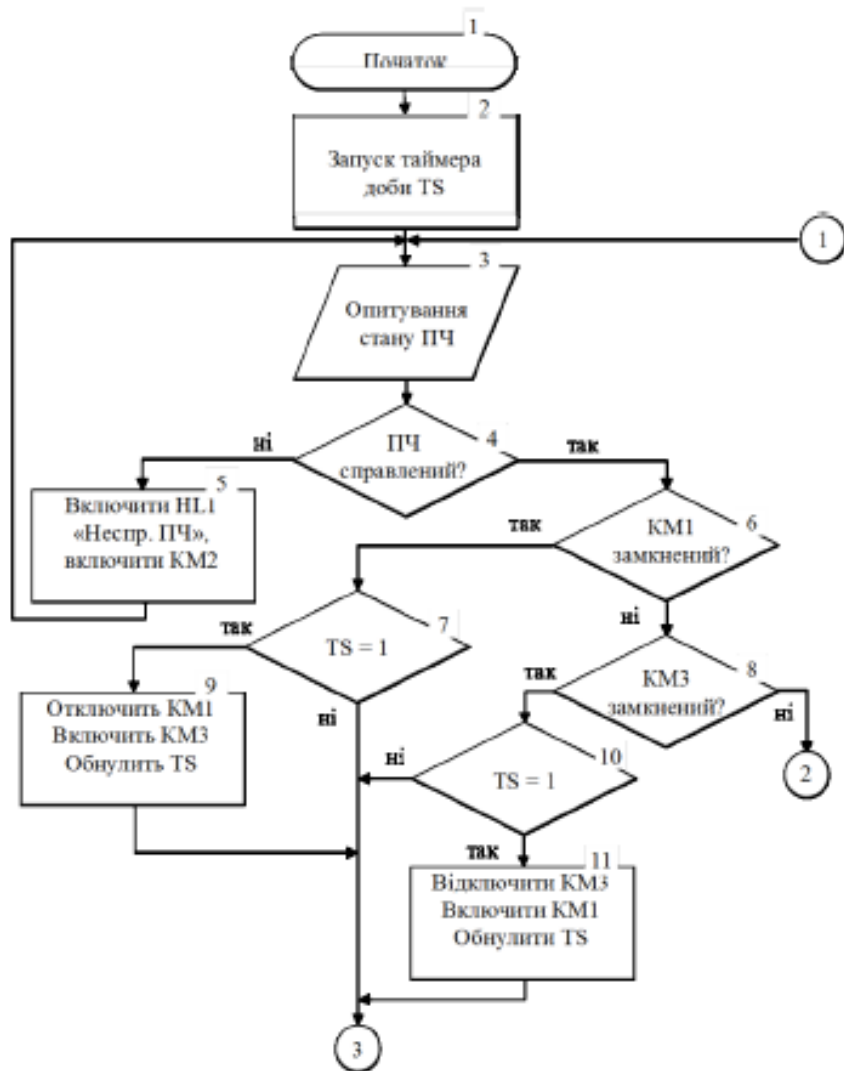 1
Початок
2
Запуск таймера
доби TS
1
3
Опитування
стану ПЧ
ні
ПЧ
справлений?
4
так
5
Включити HL1
«Неспр. ПЧ»,
включити КМ2
так
КМ1
замкнений?
6
ні
так
TS = 1
7
ні
так
КМ3
замкнений?
8
ні
9
Отключить КМ1
Включить КМ3
Обнулить TS
2
ні
TS = 1
10
так
11
Відключити КМ3
Включити КМ1
Обнулити TS
3